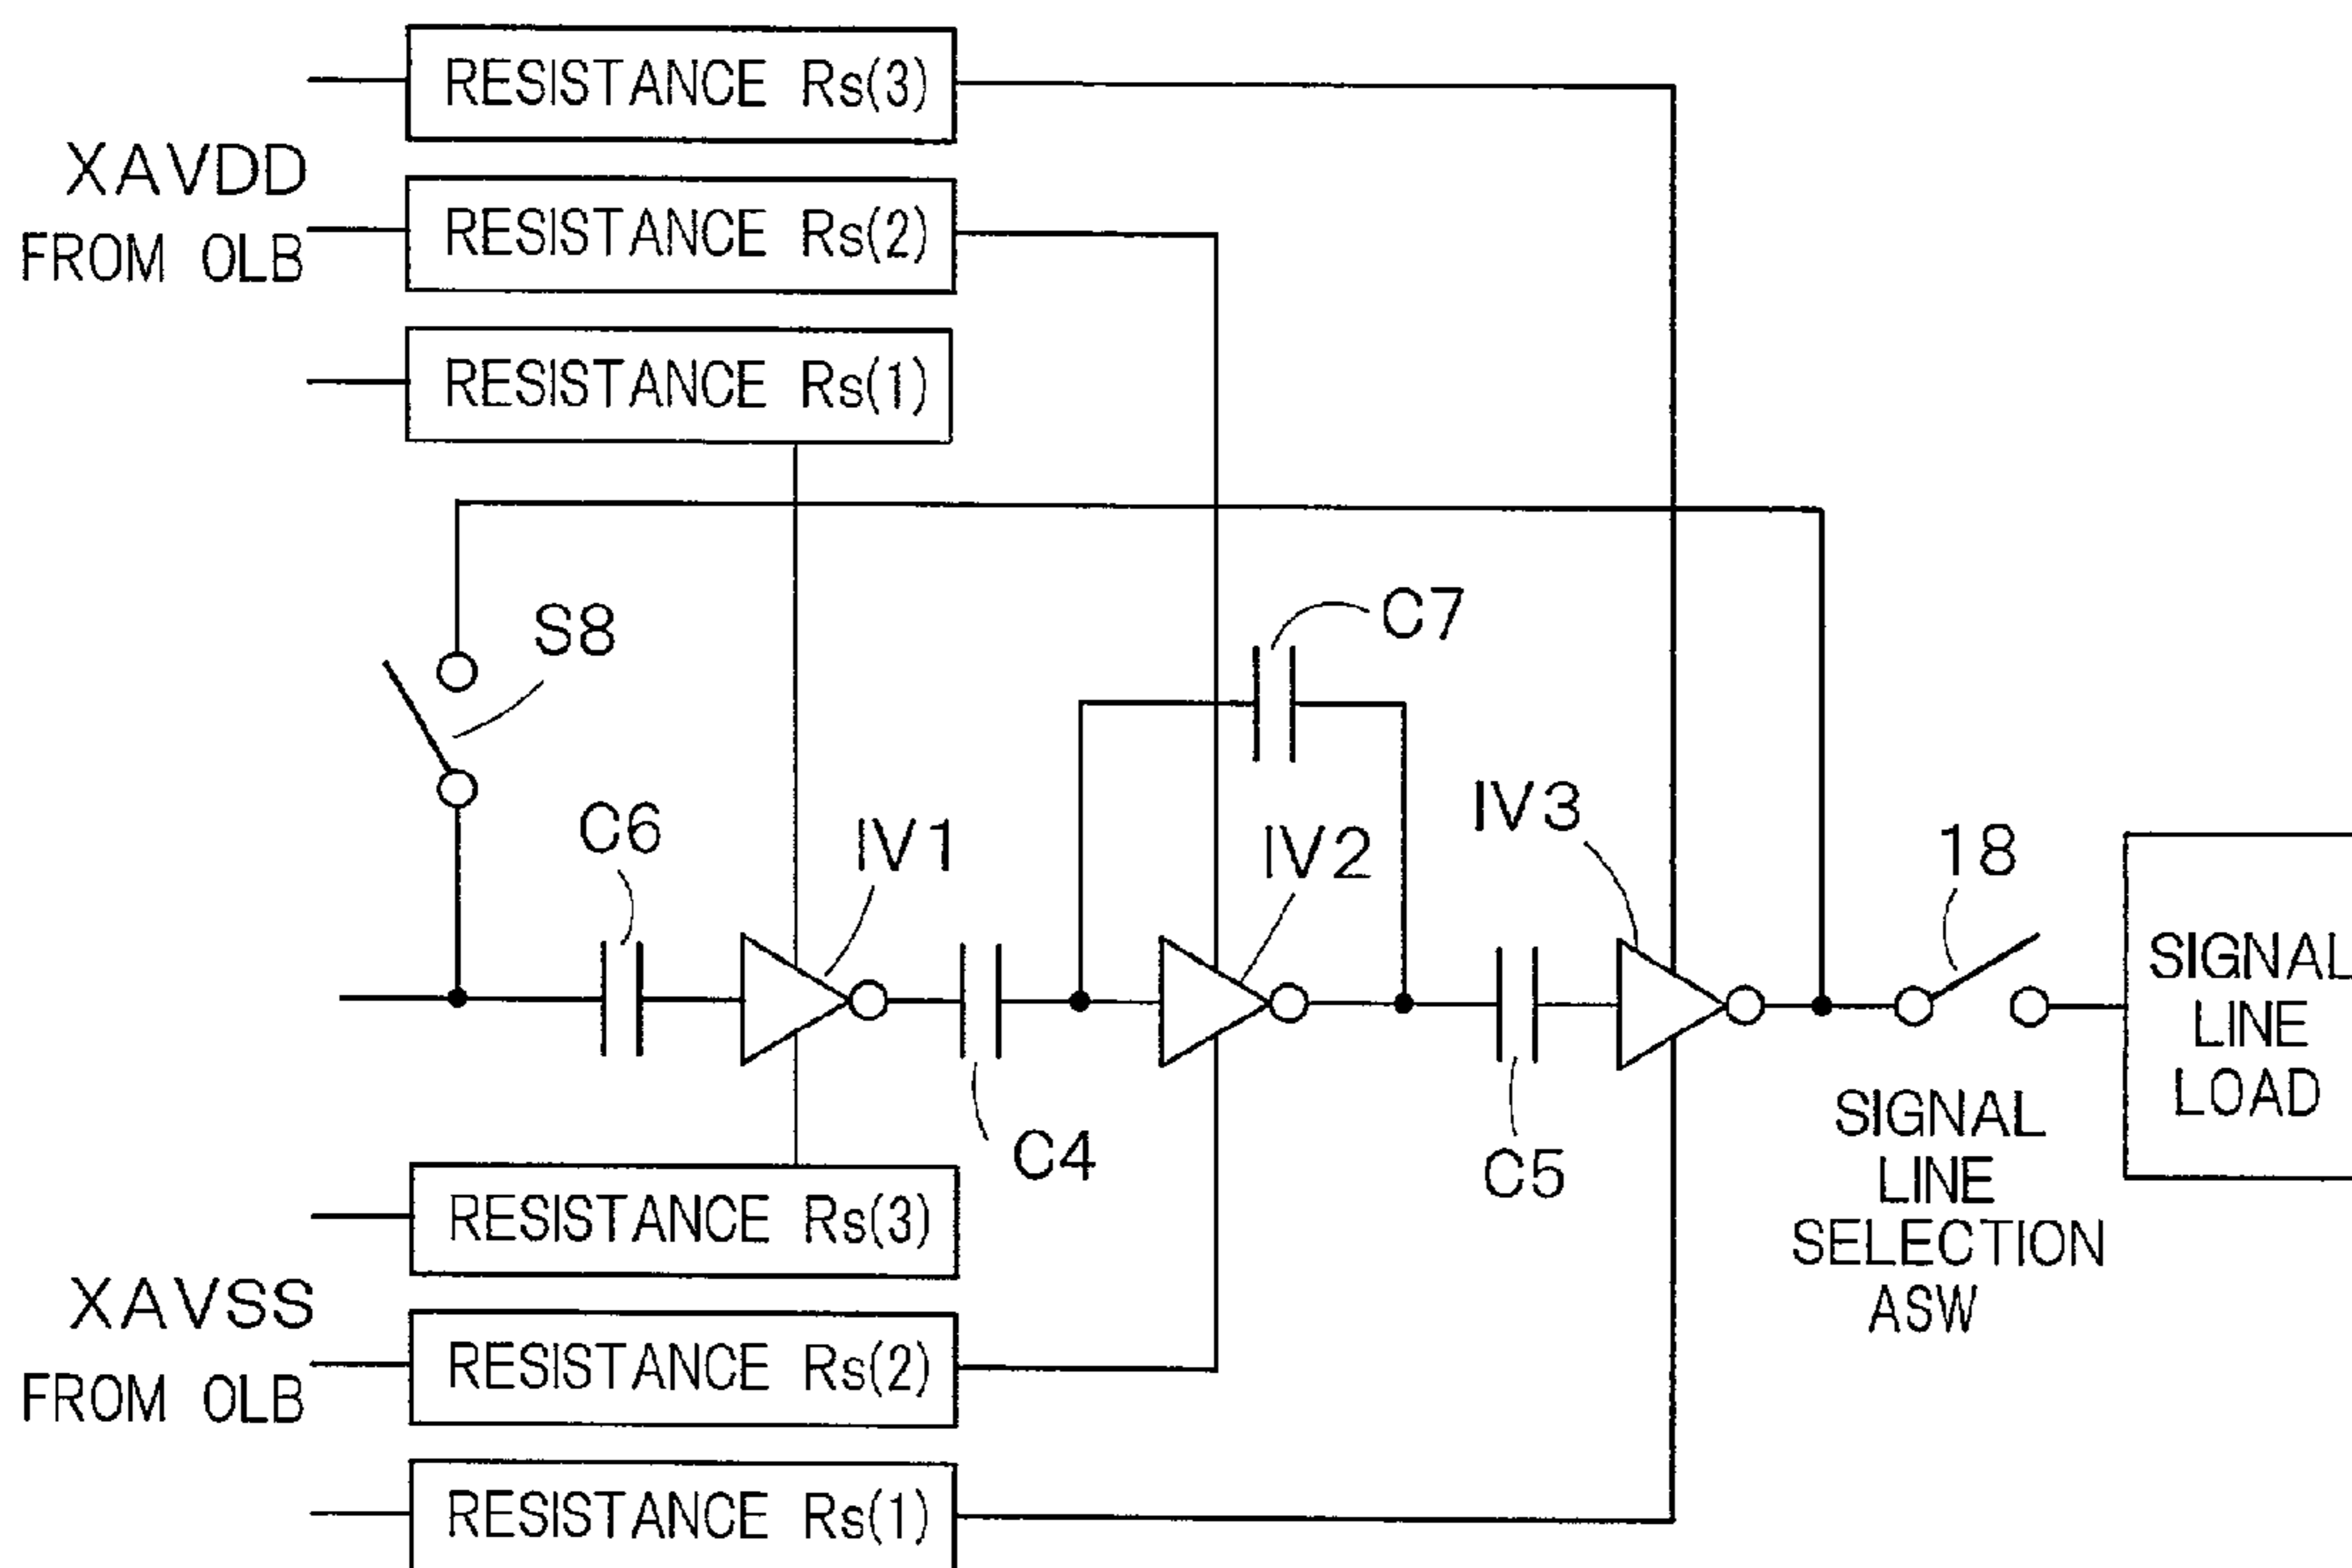 RESISTANCE Rs(3)
XAVDD
FROM OLB
RESISTANCE Rs(2)
RESISTANCE Rs(1)
S8
C7
C6
IV1
IV2
IV3
18
SIGNAL
LINE
LOAD
C4
C5
SIGNAL
LINE
SELECTION
ASW
RESISTANCE Rs(3)
XAVSS
FROM OLB
RESISTANCE Rs(2)
RESISTANCE Rs(1)